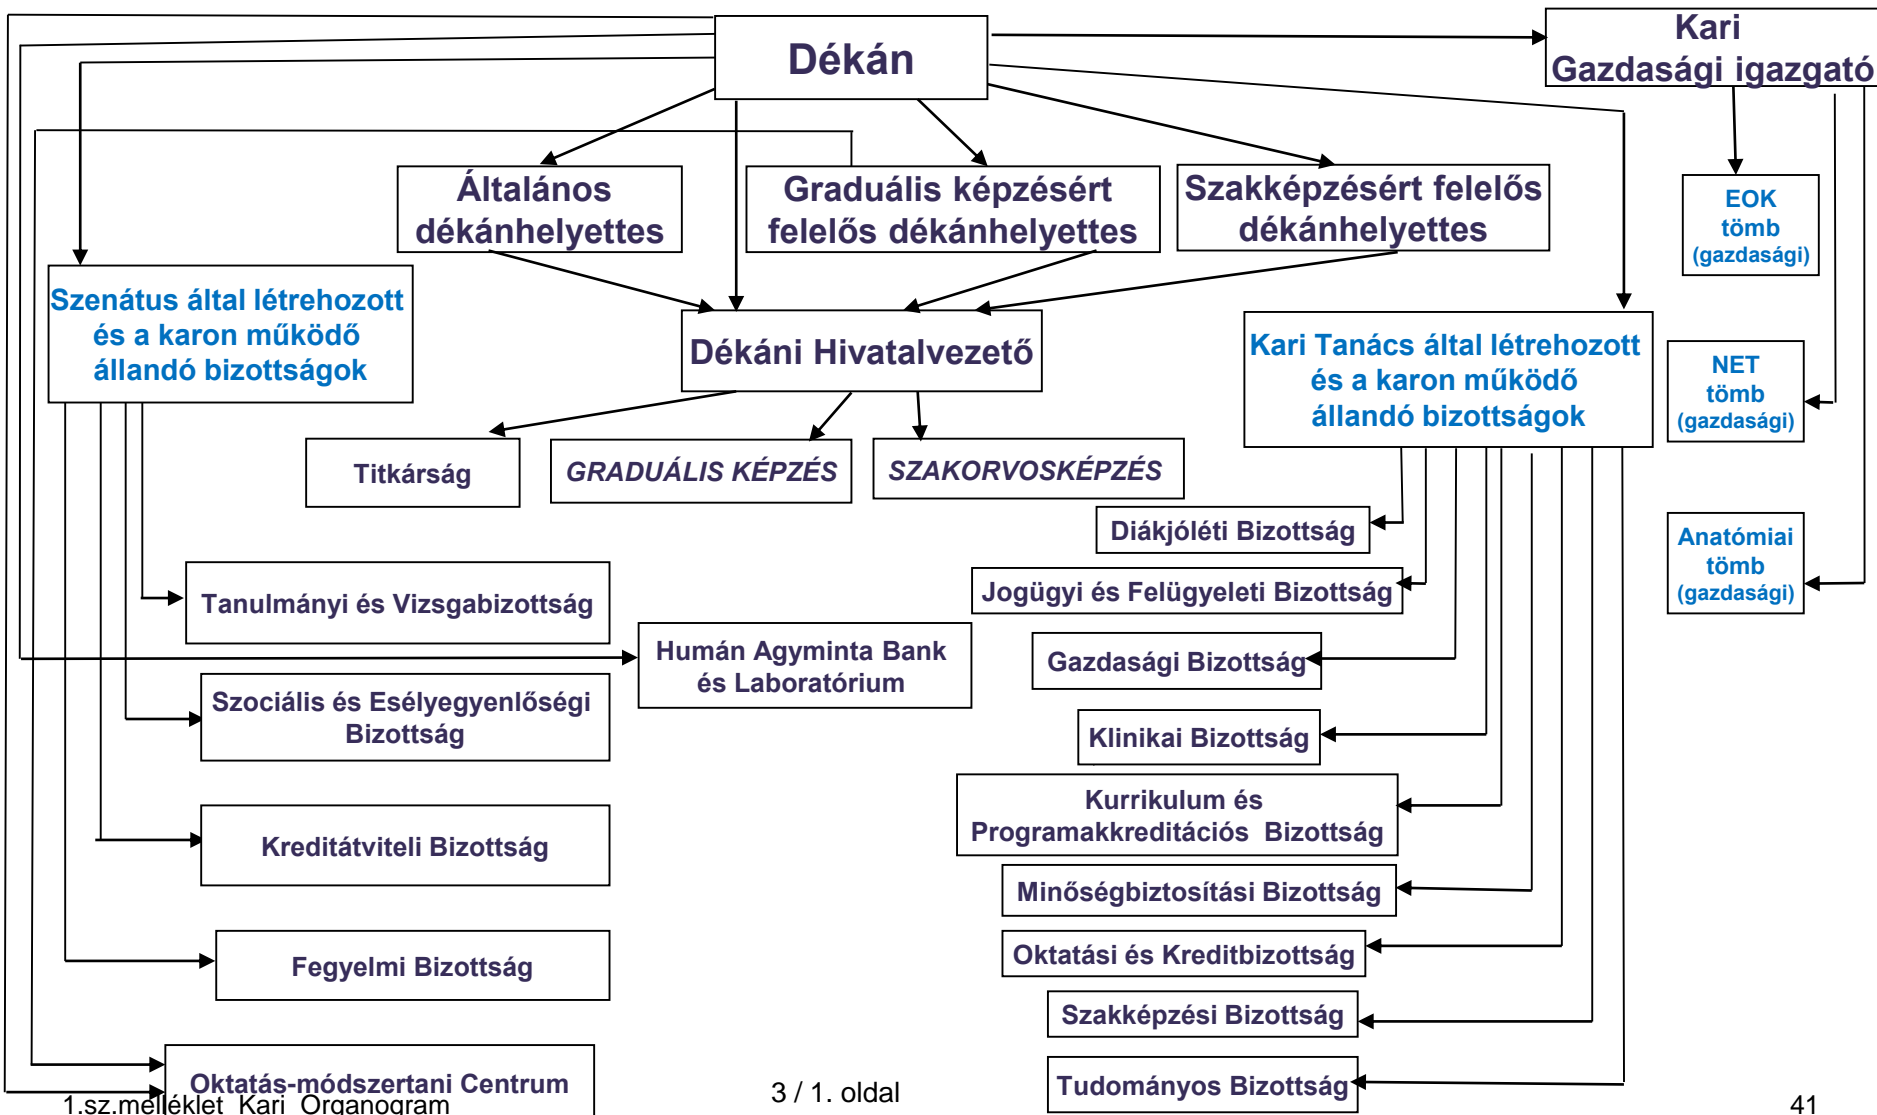 Dékán
Kari
Gazdasági igazgató
Általános
dékánhelyettes
Graduális képzésért
felelős dékánhelyettes
Szakképzésért felelős
dékánhelyettes
EOK
tömb
(gazdasági)
Szenátus által létrehozott
és a karon működő
állandó bizottságok
Dékáni Hivatalvezető
Kari Tanács által létrehozott
és a karon működő
állandó bizottságok
NET
tömb
(gazdasági)
Titkárság
GRADUÁLIS KÉPZÉS
SZAKORVOSKÉPZÉS
Diákjóléti Bizottság
Anatómiai
tömb
(gazdasági)
Jogügyi és Felügyeleti Bizottság
Tanulmányi és Vizsgabizottság
Humán Agyminta Bank
és Laboratórium
Gazdasági Bizottság
Szociális és Esélyegyenlőségi
Bizottság
Klinikai Bizottság
Kurrikulum és
Programakkreditációs Bizottság
Kreditátviteli Bizottság
Minőségbiztosítási Bizottság
Oktatási és Kreditbizottság
Fegyelmi Bizottság
Szakképzési Bizottság
Oktatás-módszertani Centrum
Tudományos Bizottság
1.sz.melléklet Kari Organogram
3 / 1. oldal
41